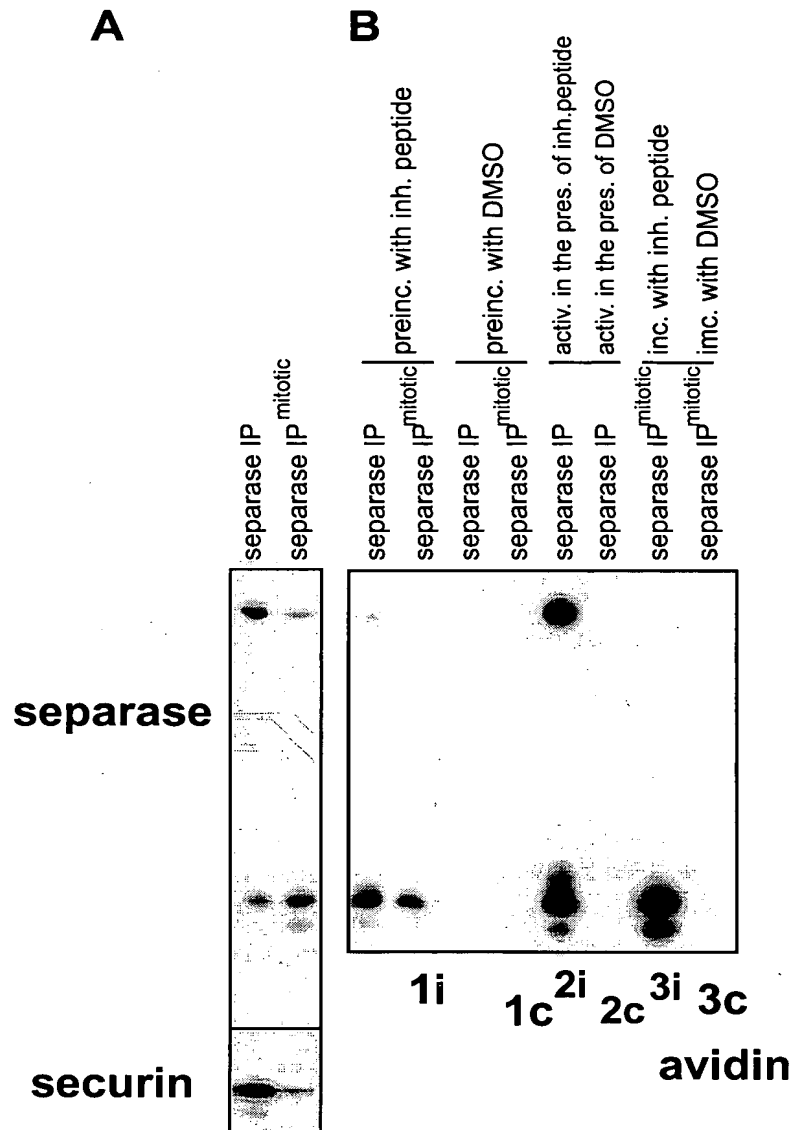 A
B
separase IP
separase IP mitotic
preinc. with inh. peptide
preinc. with DMSO
activ. in the pres. of inh.peptide
activ. in the pres. of DMSO
inc. with inh. peptide
imc. with DMSO
separase IP
separase IP mitotic
separase IP
separase IP mitotic
separase IP
separase IP
separase IP mitotic
separase IP mitotic
separase
securin
1i
1c
2i
2c
3i
3c
avidin